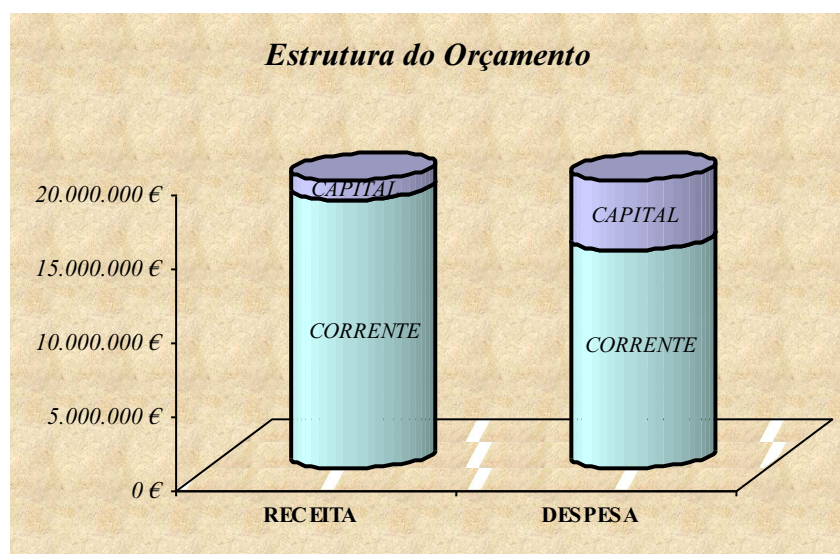 Estrutura do Orçamento
20.000.000 €
15.000.000 €
10.000.000 €
5.000.000 €
0 €
CAPITAL
CORRENTE
CAPITAL
CORRENTE
RECEITA
DESPESA